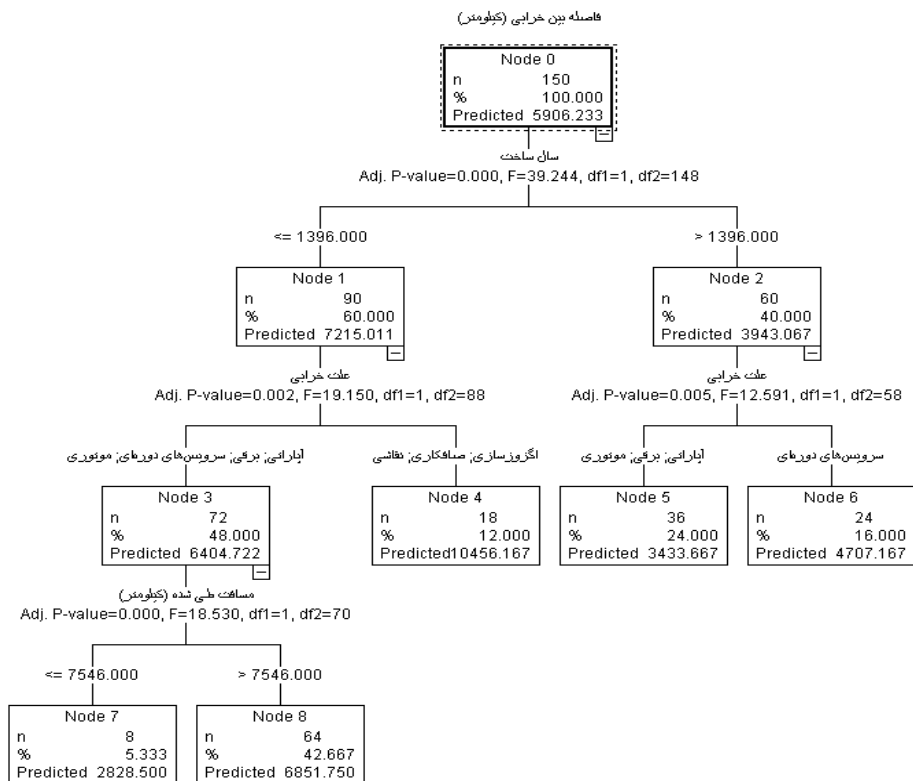 فاصله بین خرابی (کیلومتر)
Node 0
n 150
% 100.000
Predicted 5906.233
سال ساخت
Adj. P-value=0.000, F=39.244, df1=1, df2=148
<= 1396.000
> 1396.000
Node 1
n 90
% 60.000
Predicted 7215.011
Node 2
n 60
% 40.000
Predicted 3943.067
علت خرابی
Adj. P-value=0.002, F=19.150, df1=1, df2=88
علت خرابی
Adj. P-value=0.005, F=12.591, df1=1, df2=58
آپاراتی; برقی; سرویس‌های دوره‌ای; موتوری
اگزوزسازی; صافکاری; نقاشی
آپاراتی; برقی; موتوری
سرویس‌های دوره‌ای
Node 3
n 72
% 48.000
Predicted 6404.722
Node 4
n 18
% 12.000
Predicted10456.167
Node 5
n 36
% 24.000
Predicted 3433.667
Node 6
n 24
% 16.000
Predicted 4707.167
مسافت طی شده (کیلومتر)
Adj. P-value=0.000, F=18.530, df1=1, df2=70
<= 7546.000
> 7546.000
Node 7
n 8
% 5.333
Predicted 2828.500
Node 8
n 64
% 42.667
Predicted 6851.750